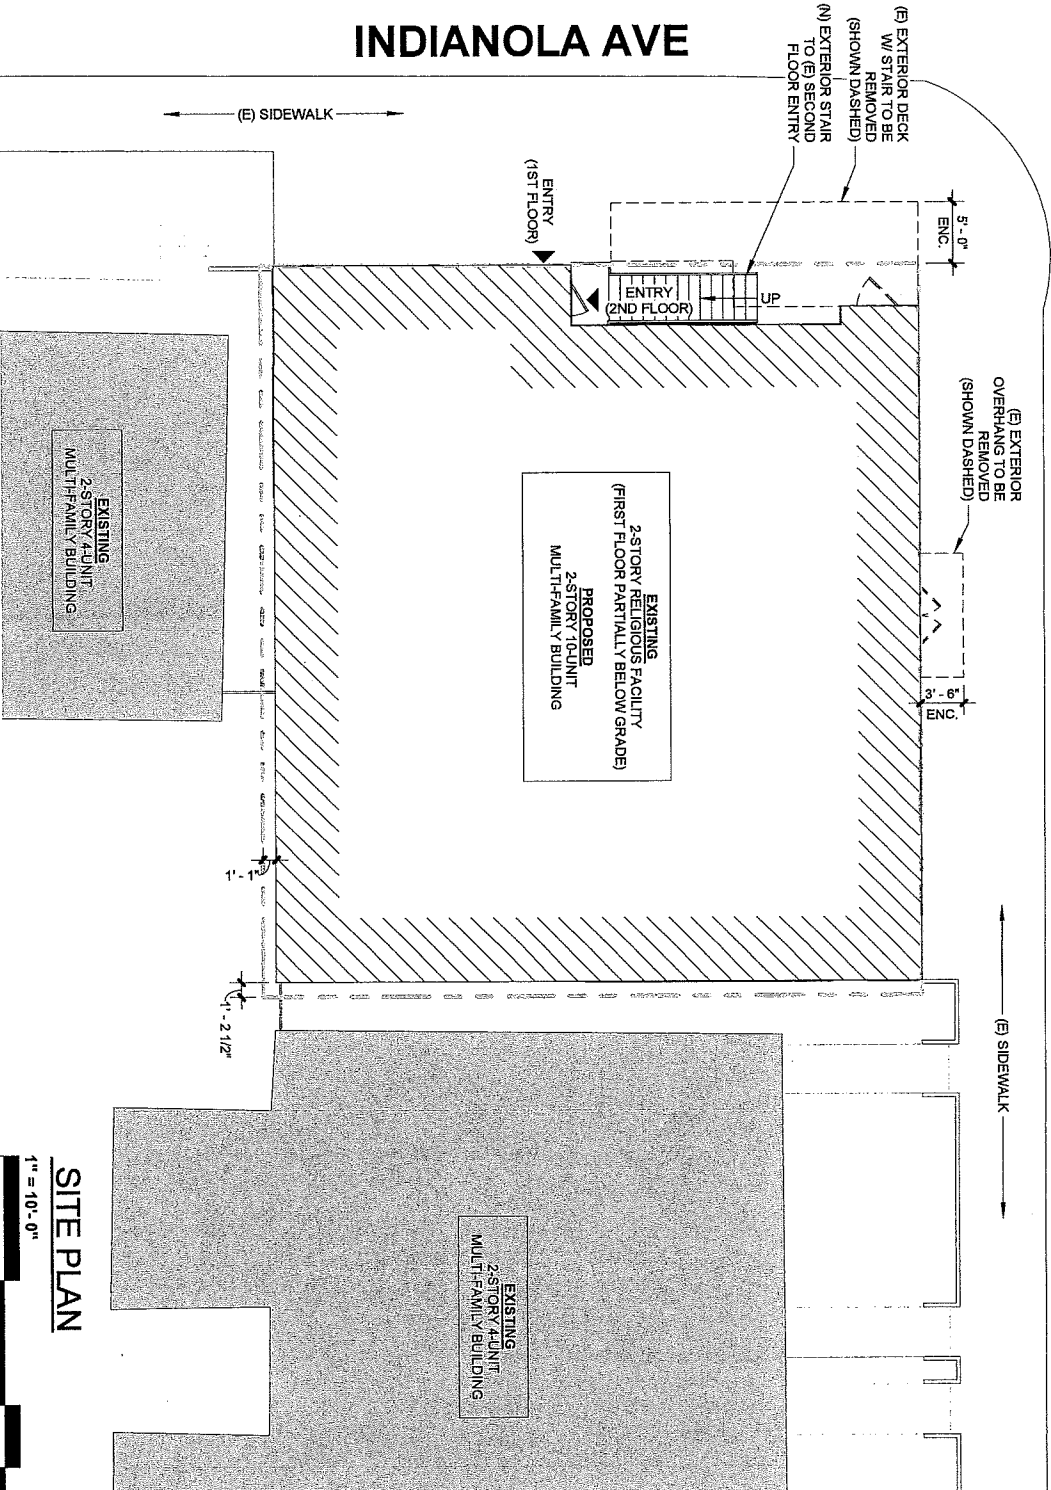 INDIANOLA AVE
(E) EXTERIOR DECK
W/ STAIR TO BE
REMOVED
(SHOWN DASHED)
(N) EXTERIOR STAIR
TO (E) SECOND
FLOOR ENTRY
(E) SIDEWALK
ENTRY
(1ST FLOOR)
5' - 0"
ENC.
UP
ENTRY
(2ND FLOOR)
(E) EXTERIOR
OVERHANG TO BE
REMOVED
(SHOWN DASHED)
3' - 6"
ENC.
EXISTING
2-STORY RELIGIOUS FACILITY
(FIRST FLOOR PARTIALLY BELOW GRADE)
PROPOSED
2-STORY 10-UNIT
MULTI-FAMILY BUILDING
EXISTING
2-STORY 4-UNIT
MULTI-FAMILY BUILDING
1' - 1"
1' - 2 1/2"
(E) SIDEWALK
EXISTING
2-STORY 4-UNIT
MULTI-FAMILY BUILDING
SITE PLAN
1" = 10'- 0"